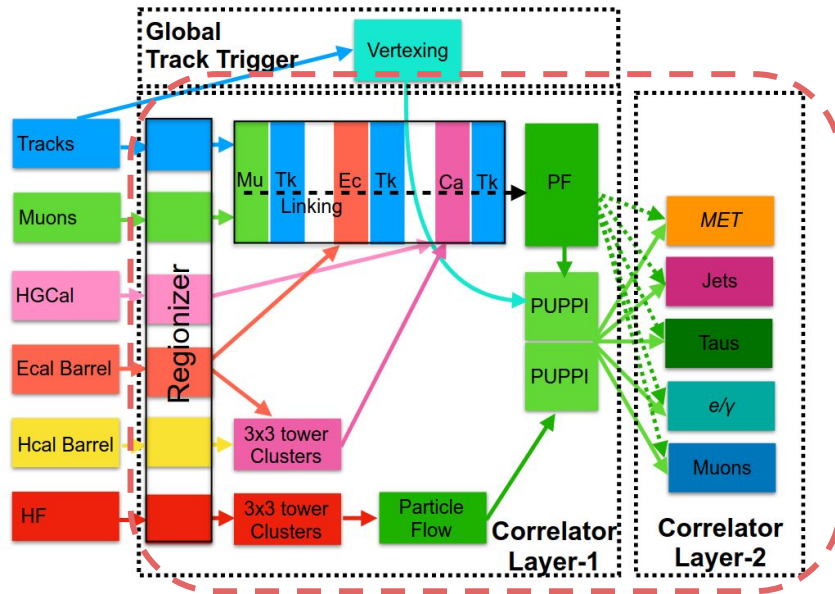 Global
Track Trigger
Vertexing
Tracks
Muons
HGCal
Ecal Barrel
Hcal Barrel
HF
Regionizer
Mu
Tk
Ec
Tk
Ca
Tk
Linking
3x3 tower
Clusters
3x3 tower
Clusters
Particle
Flow
PF
PUPPI
PUPPI
Correlator
Layer-1
MET
Jets
Taus
e/γ
Muons
Correlator
Layer-2